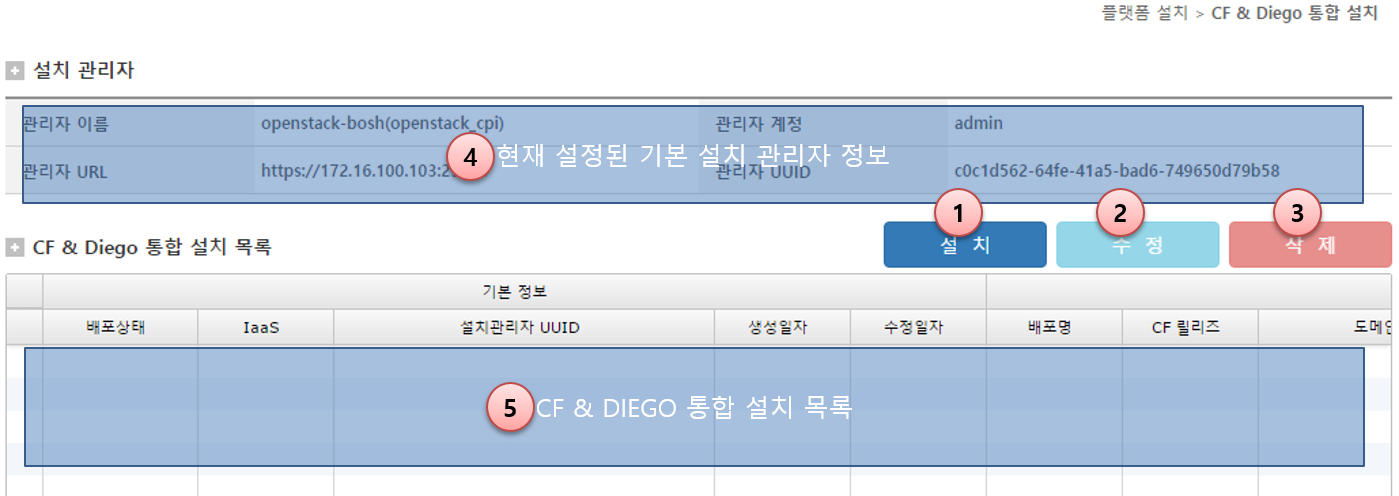 플랫폼 설치 > CF & Diego 통합 설치
설치 관리자
관리자 이름 openstack-bosh(openstack_cpi) 관리자 계정 admin
4 현재 설정된 기본 설치 관리자 정보
관리자 URL https://172.16.100.103:2 관리자 UUID c0c1d562-64fe-41a5-bad6-749650d79b58
1 2 3
CF & Diego 통합 설치 목록 설 치 수 정 삭 제
기본 정보
배포상태 IaaS 설치관리자 UUID 생성일자 수정일자 배포명 CF 릴리즈 도메인
5 CF & DIEGO 통합 설치 목록